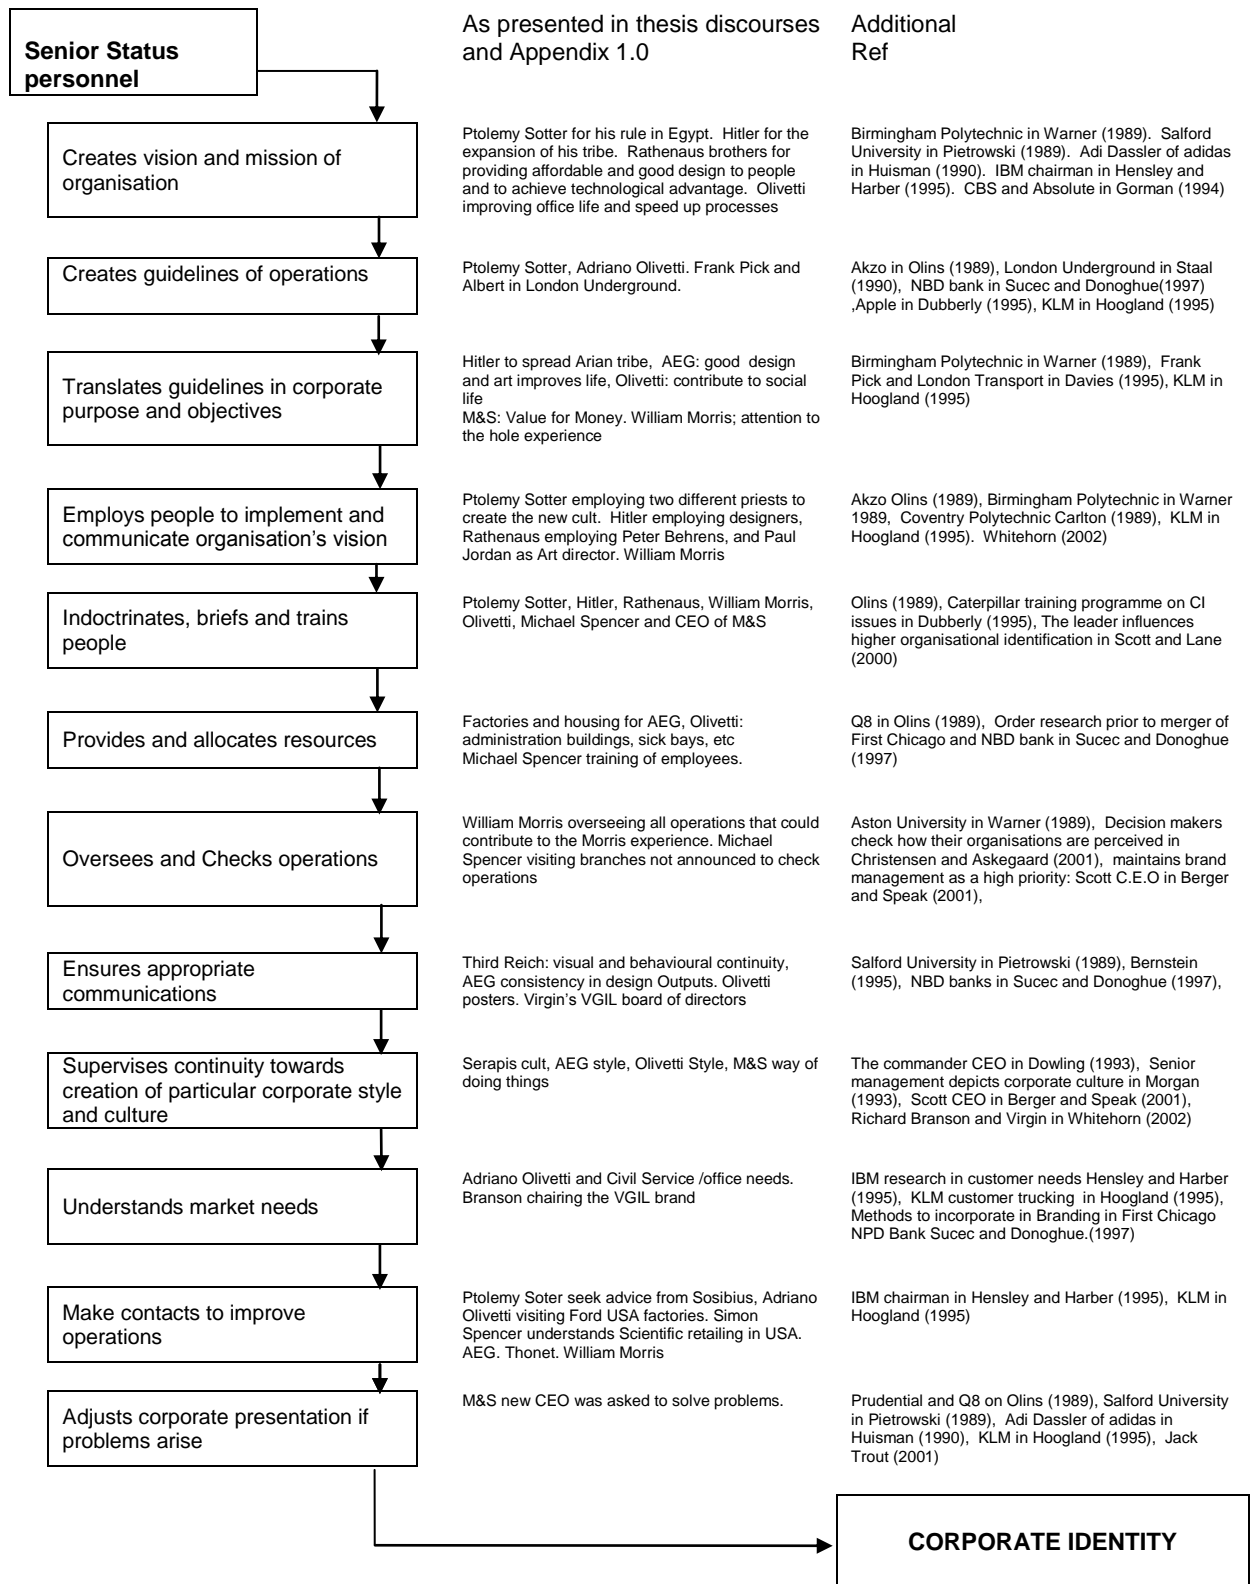 Senior Status
personnel
As presented in thesis discourses
and Appendix 1.0
Additional
Ref
Creates vision and mission of
organisation
Ptolemy Sotter for his rule in Egypt. Hitler for the
expansion of his tribe. Rathenaus brothers for
providing affordable and good design to people
and to achieve technological advantage. Olivetti
improving office life and speed up processes
Birmingham Polytechnic in Warner (1989). Salford
University in Pietrowski (1989). Adi Dassler of adidas
in Huisman (1990). IBM chairman in Hensley and
Harber (1995). CBS and Absolute in Gorman (1994)
Creates guidelines of operations
Ptolemy Sotter, Adriano Olivetti. Frank Pick and
Albert in London Underground.
Akzo in Olins (1989), London Underground in Staal
(1990), NBD bank in Sucec and Donoghue(1997)
,Apple in Dubberly (1995), KLM in Hoogland (1995)
Translates guidelines in corporate
purpose and objectives
Hitler to spread Arian tribe, AEG: good design
and art improves life, Olivetti: contribute to social
life
M&S: Value for Money. William Morris; attention to
the hole experience
Birmingham Polytechnic in Warner (1989), Frank
Pick and London Transport in Davies (1995), KLM in
Hoogland (1995)
Employs people to implement and
communicate organisation's vision
Ptolemy Sotter employing two different priests to
create the new cult. Hitler employing designers,
Rathenaus employing Peter Behrens, and Paul
Jordan as Art director. William Morris
Akzo Olins (1989), Birmingham Polytechnic in Warner
1989, Coventry Polytechnic Carlton (1989), KLM in
Hoogland (1995). Whitehorn (2002)
Indoctrinates, briefs and trains
people
Ptolemy Sotter, Hitler, Rathenaus, William Morris,
Olivetti, Michael Spencer and CEO of M&S
Olins (1989), Caterpillar training programme on CI
issues in Dubberly (1995), The leader influences
higher organisational identification in Scott and Lane
(2000)
Provides and allocates resources
Factories and housing for AEG, Olivetti:
administration buildings, sick bays, etc
Michael Spencer training of employees.
Q8 in Olins (1989), Order research prior to merger of
First Chicago and NBD bank in Sucec and Donoghue
(1997)
Oversees and Checks operations
William Morris overseeing all operations that could
contribute to the Morris experience. Michael
Spencer visiting branches not announced to check
operations
Aston University in Warner (1989), Decision makers
check how their organisations are perceived in
Christensen and Askegaard (2001), maintains brand
management as a high priority: Scott C.E.O in Berger
and Speak (2001),
Ensures appropriate
communications
Third Reich: visual and behavioural continuity,
AEG consistency in design Outputs. Olivetti
posters. Virgin's VGIL board of directors
Salford University in Pietrowski (1989), Bernstein
(1995), NBD banks in Sucec and Donoghue (1997),
Supervises continuity towards
creation of particular corporate style
and culture
Serapis cult, AEG style, Olivetti Style, M&S way of
doing things
The commander CEO in Dowling (1993), Senior
management depicts corporate culture in Morgan
(1993), Scott CEO in Berger and Speak (2001),
Richard Branson and Virgin in Whitehorn (2002)
Understands market needs
Adriano Olivetti and Civil Service /office needs.
Branson chairing the VGIL brand
IBM research in customer needs Hensley and Harber
(1995), KLM customer trucking in Hoogland (1995),
Methods to incorporate in Branding in First Chicago
NPD Bank Sucec and Donoghue.(1997)
Make contacts to improve
operations
Ptolemy Soter seek advice from Sosibius, Adriano
Olivetti visiting Ford USA factories. Simon
Spencer understands Scientific retailing in USA.
AEG. Thonet. William Morris
IBM chairman in Hensley and Harber (1995), KLM in
Hoogland (1995)
Adjusts corporate presentation if
problems arise
M&S new CEO was asked to solve problems.
Prudential and Q8 on Olins (1989), Salford University
in Pietrowski (1989), Adi Dassler of adidas in
Huisman (1990), KLM in Hoogland (1995), Jack
Trout (2001)
CORPORATE IDENTITY